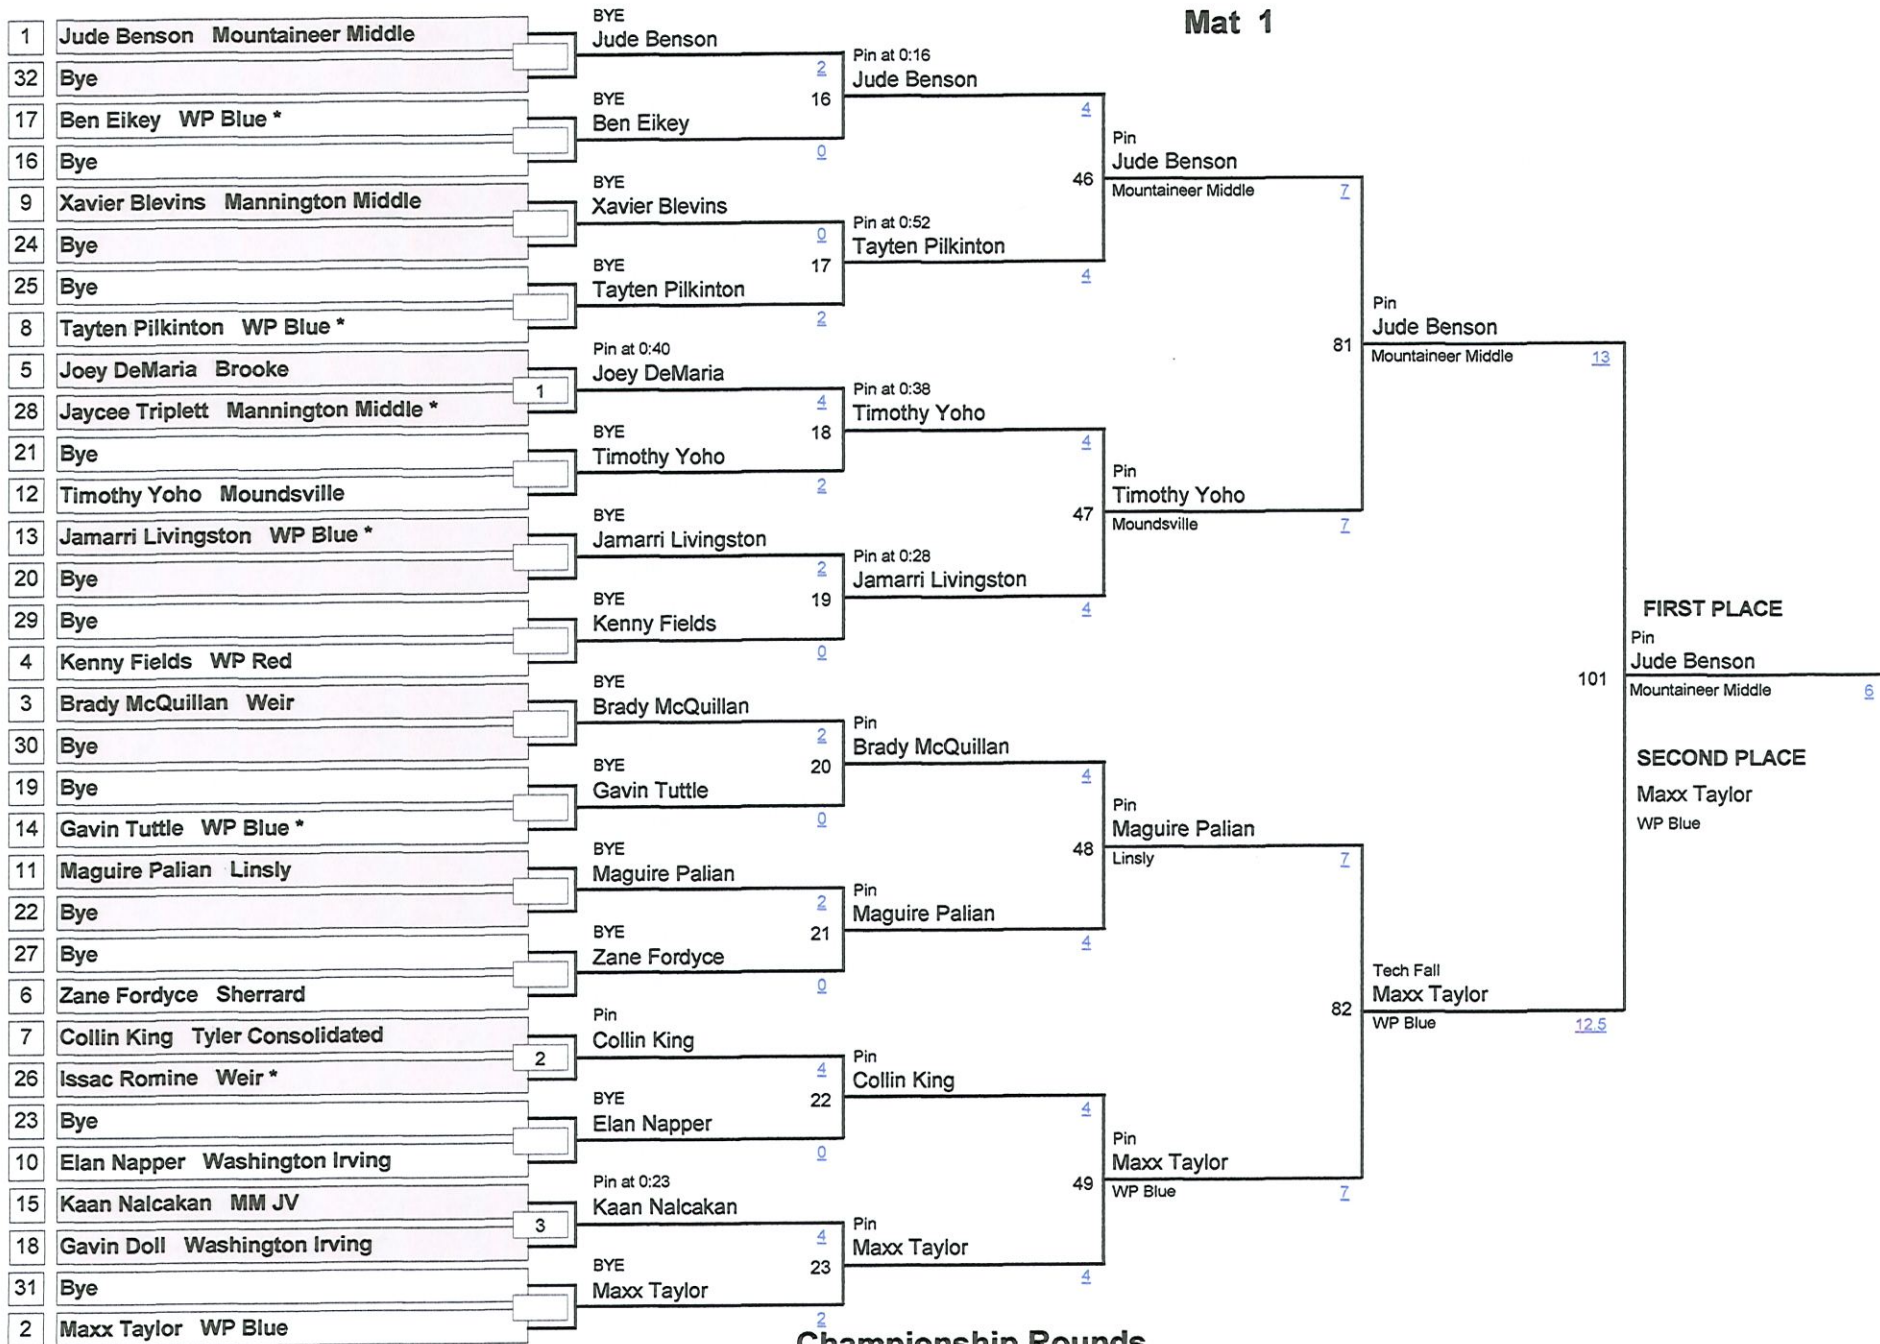 Mat 1
1 Jude Benson Mountaineer Middle
32 Bye
17 Ben Eikey WP Blue *
16 Bye
9 Xavier Blevins Mannington Middle
24 Bye
25 Bye
8 Tayten Pilkinton WP Blue *
5 Joey DeMaria Brooke
1
28 Jaycee Triplett Mannington Middle *
21 Bye
12 Timothy Yoho Moundsville
13 Jamarri Livingston WP Blue *
20 Bye
29 Bye
4 Kenny Fields WP Red
3 Brady McQuillan Weir
30 Bye
19 Bye
14 Gavin Tuttle WP Blue *
11 Maguire Palian Linsly
22 Bye
27 Bye
6 Zane Fordyce Sherrard
7 Collin King Tyler Consolidated
2
26 Issac Romine Weir *
23 Bye
10 Elan Napper Washington Irving
15 Kaan Nalcakan MM JV
3
18 Gavin Doll Washington Irving
31 Bye
2 Maxx Taylor WP Blue
BYE
Jude Benson
2
16
BYE
Ben Eikey
0
BYE
Xavier Blevins
0
17
BYE
Tayten Pilkinton
2
Pin at 0:40
Joey DeMaria
4
18
BYE
Timothy Yoho
2
BYE
Jamarri Livingston
2
19
BYE
Kenny Fields
0
BYE
Brady McQuillan
2
20
BYE
Gavin Tuttle
0
BYE
Maguire Palian
2
21
BYE
Zane Fordyce
0
Pin
Collin King
4
22
BYE
Elan Napper
0
Pin at 0:23
Kaan Nalcakan
4
23
BYE
Maxx Taylor
2
Pin at 0:16
Jude Benson
4
46
Pin at 0:52
Tayten Pilkinton
4
Pin at 0:38
Timothy Yoho
4
47
Pin at 0:28
Jamarri Livingston
4
Pin
Brady McQuillan
4
48
Pin
Maguire Palian
4
Pin
Collin King
4
49
Pin
Maxx Taylor
4
Pin
Jude Benson
Mountaineer Middle 7
81
Pin
Timothy Yoho
Moundsville 7
Pin
Maguire Palian
Linsly 7
82
Pin
Maxx Taylor
WP Blue 7
Pin
Jude Benson
Mountaineer Middle 13
101
Tech Fall
Maxx Taylor
WP Blue 12.5
FIRST PLACE
Pin
Jude Benson
Mountaineer Middle 6
SECOND PLACE
Maxx Taylor
WP Blue
Championship Rounds